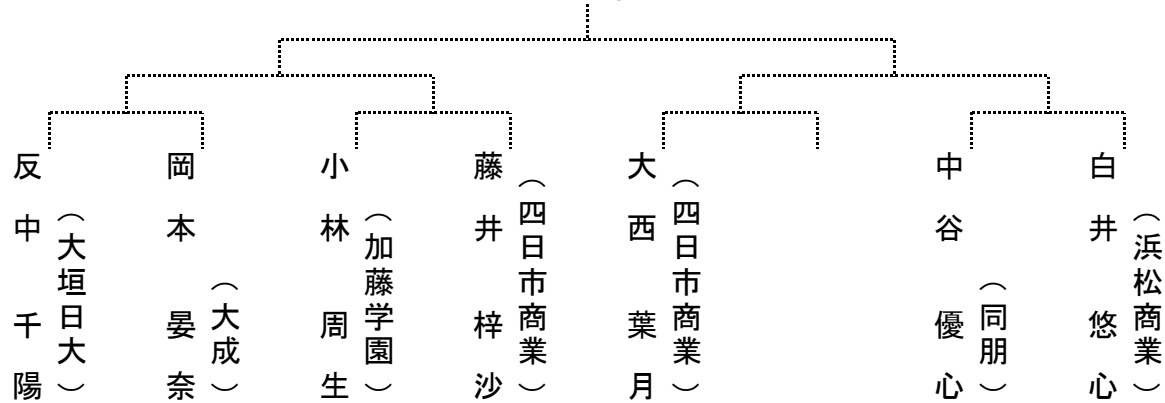 反中千陽
（大垣日大）
岡本晏奈
（大成）
小林周生
（加藤学園）
藤井梓沙
（四日市商業）
大西葉月
（四日市商業）
中谷優心
（同朋）
白井悠心
（浜松商業）